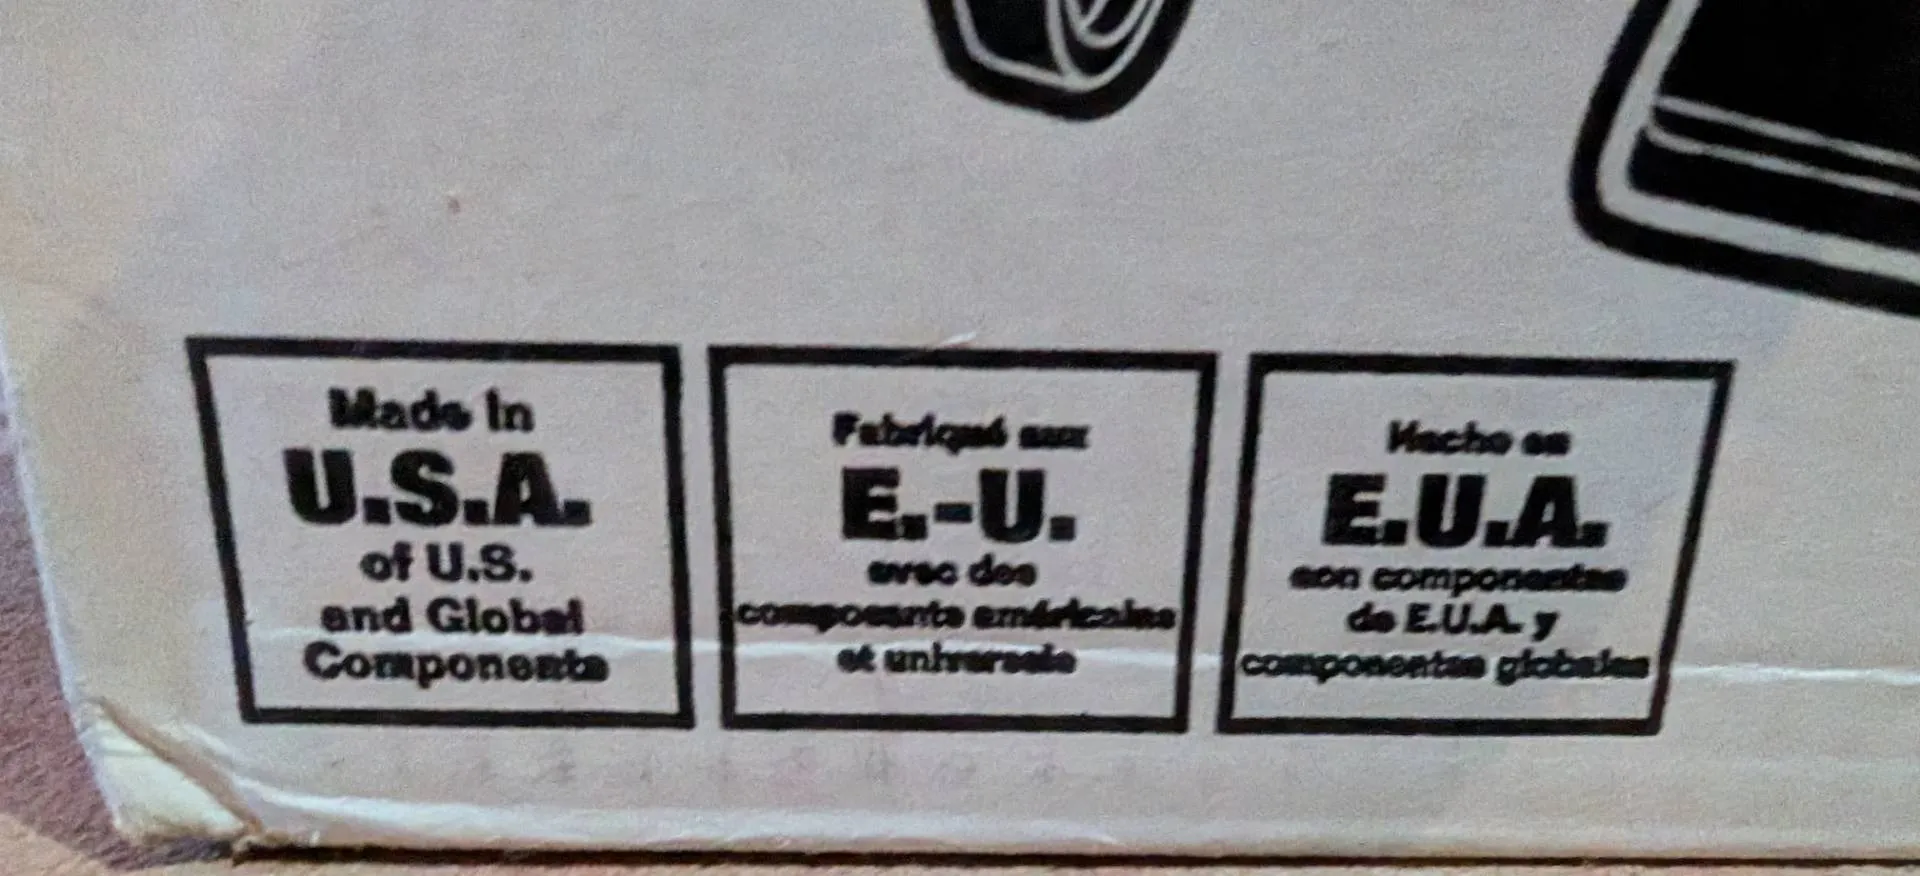 Made in
U.S.A.
of U.S.
and Global
Components
Fabriqué aux
E.-U.
avec des
composants américains
et universels
Hecho en
E.U.A.
con componentes
de E.U.A. y
componentes globales